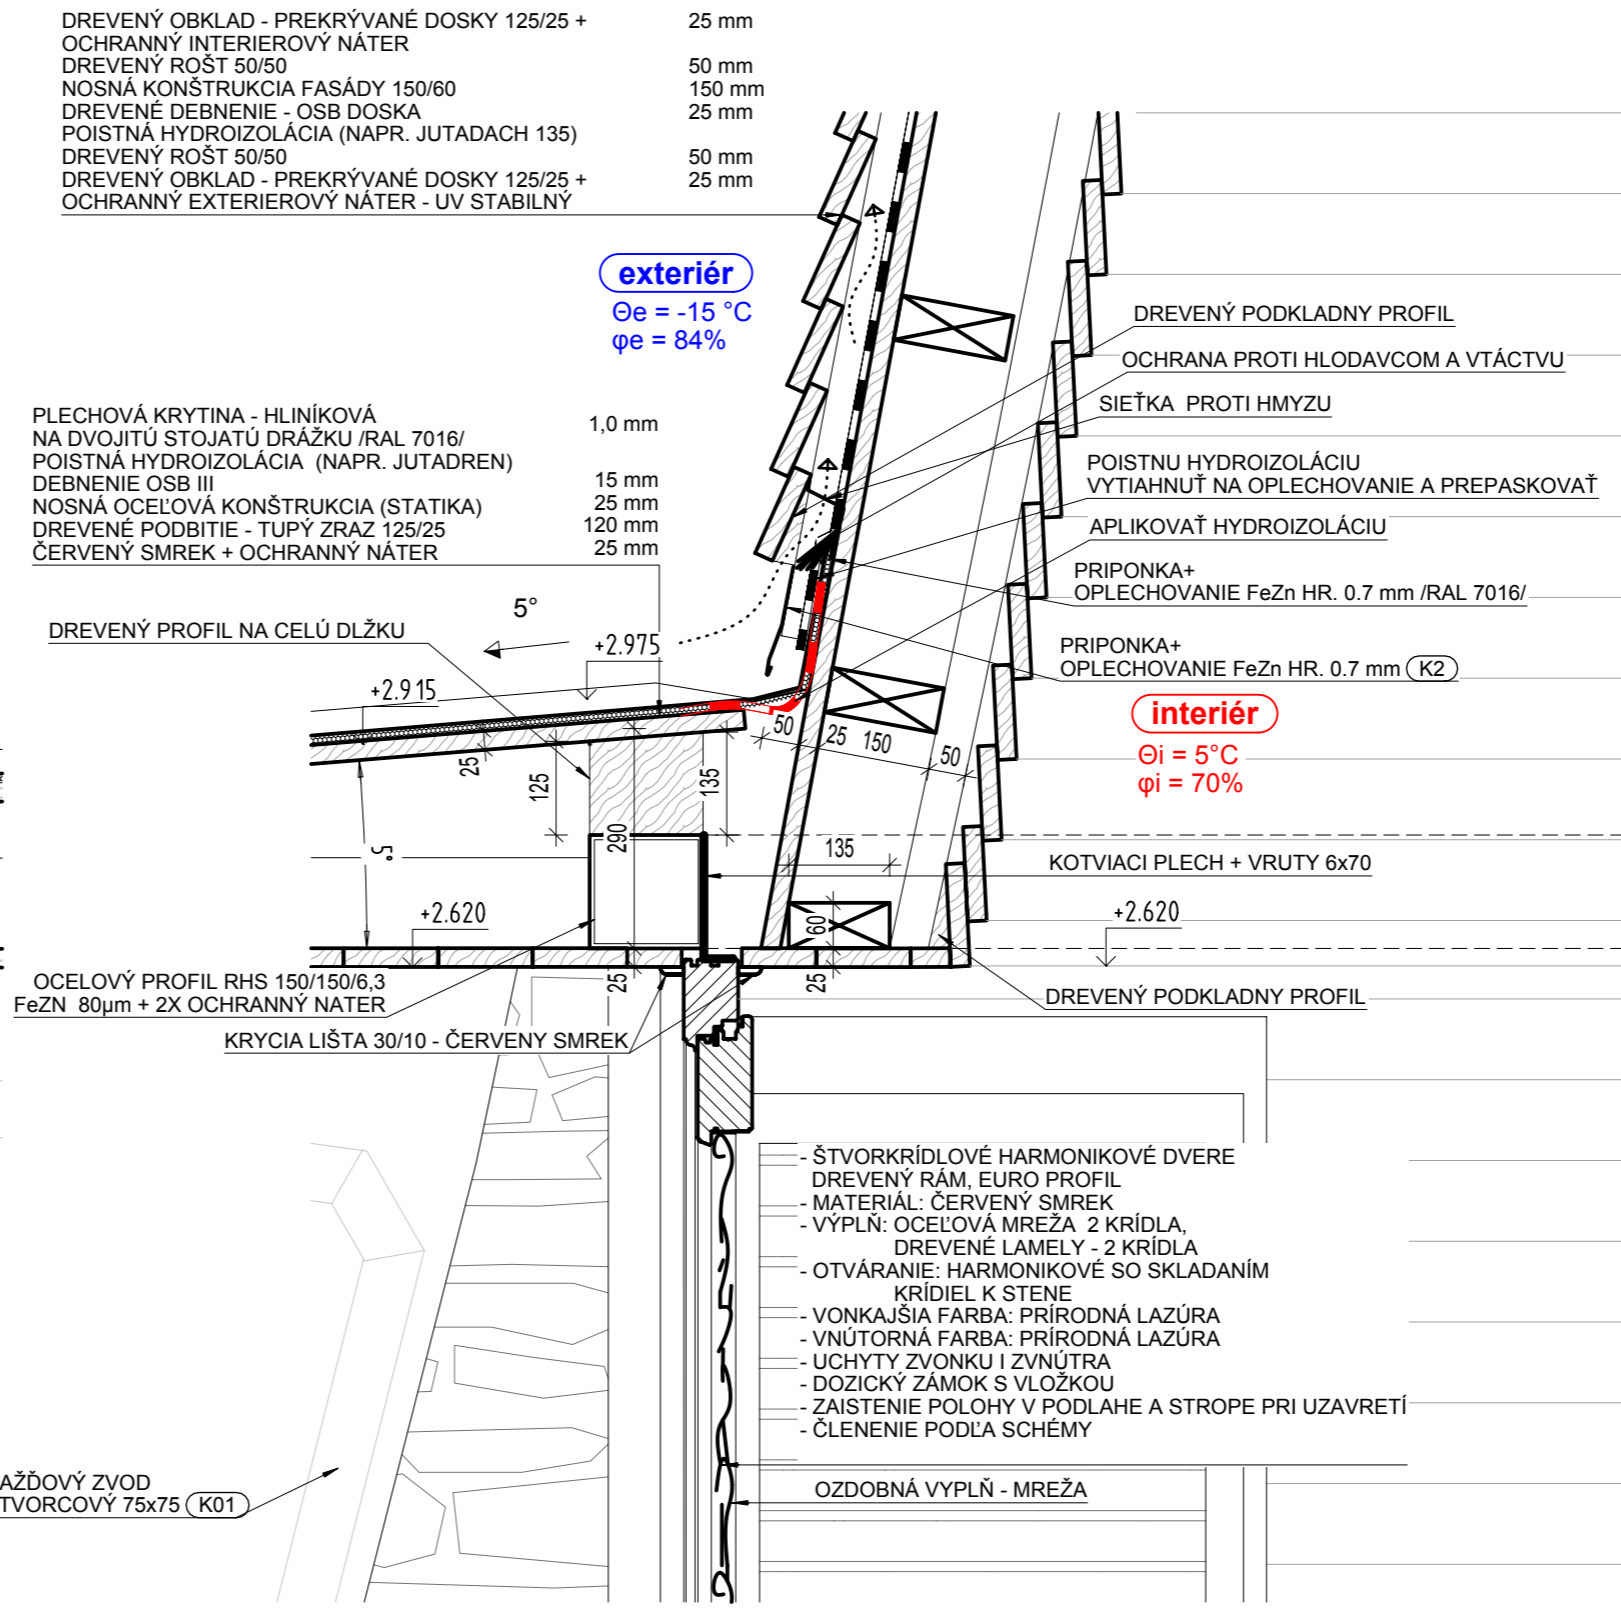 DREVENÝ OBKLAD - PREKRÝVANÉ DOSKY 125/25 + 25 mm
OCHRANNÝ INTERIEROVÝ NÁTER
DREVENÝ ROŠT 50/50 50 mm
NOSNÁ KONŠTRUKCIA FASÁDY 150/60 150 mm
DREVENÉ DEBNENIE - OSB DOSKA 25 mm
POISTNÁ HYDROIZOLÁCIA (NAPR. JUTADACH 135)
DREVENÝ ROŠT 50/50 50 mm
DREVENÝ OBKLAD - PREKRÝVANÉ DOSKY 125/25 + 25 mm
OCHRANNÝ EXTERIEROVÝ NÁTER - UV STABILNÝ
exteriér
Θe = -15 °C
φe = 84%
PLECHOVÁ KRYTINA - HLINÍKOVÁ 1,0 mm
NA DVOJITÚ STOJATÚ DRÁŽKU /RAL 7016/
POISTNÁ HYDROIZOLÁCIA (NAPR. JUTADREN)
DEBNENIE OSB III 15 mm
NOSNÁ OCEĽOVÁ KONŠTRUKCIA (STATIKA) 25 mm
DREVENÉ PODBITIE - TUPÝ ZRAZ 125/25 120 mm
ČERVENÝ SMREK + OCHRANNÝ NÁTER 25 mm
DREVENÝ PODKLADNY PROFIL
OCHRANA PROTI HLODAVCOM A VTÁCTVU
SIEŤKA PROTI HMYZU
POISTNU HYDROIZOLÁCIU
VYTIAHNUŤ NA OPLECHOVANIE A PREPASKOVAŤ
APLIKOVAŤ HYDROIZOLÁCIU
PRIPONKA+
OPLECHOVANIE FeZn HR. 0.7 mm /RAL 7016/
PRIPONKA+
OPLECHOVANIE FeZn HR. 0.7 mm K2
interiér
Θi = 5°C
φi = 70%
5°
DREVENÝ PROFIL NA CELÚ DLŽKU
+2.975
+2.915
50 25 150 50
25
125
135
290
5°
135
60
KOTVIACI PLECH + VRUTY 6x70
+2.620
+2.620
25
25
OCELOVÝ PROFIL RHS 150/150/6,3
FeZN 80μm + 2X OCHRANNÝ NATER
DREVENÝ PODKLADNY PROFIL
KRYCIA LIŠTA 30/10 - ČERVENY SMREK
- ŠTVORKRÍDLOVÉ HARMONIKOVÉ DVERE
DREVENÝ RÁM, EURO PROFIL
- MATERIÁL: ČERVENÝ SMREK
- VÝPLŇ: OCEĽOVÁ MREŽA 2 KRÍDLA,
DREVENÉ LAMELY - 2 KRÍDLA
- OTVÁRANIE: HARMONIKOVÉ SO SKLADANÍM
KRÍDIEL K STENE
- VONKAJŠIA FARBA: PRÍRODNÁ LAZÚRA
- VNÚTORNÁ FARBA: PRÍRODNÁ LAZÚRA
- UCHYTY ZVONKU I ZVNÚTRA
- DOZICKÝ ZÁMOK S VLOŽKOU
- ZAISTENIE POLOHY V PODLAHE A STROPE PRI UZAVRETÍ
- ČLENENIE PODĽA SCHÉMY
OZDOBNÁ VYPLŇ - MREŽA
AŽĎOVÝ ZVOD
TVORCOVÝ 75x75 K01